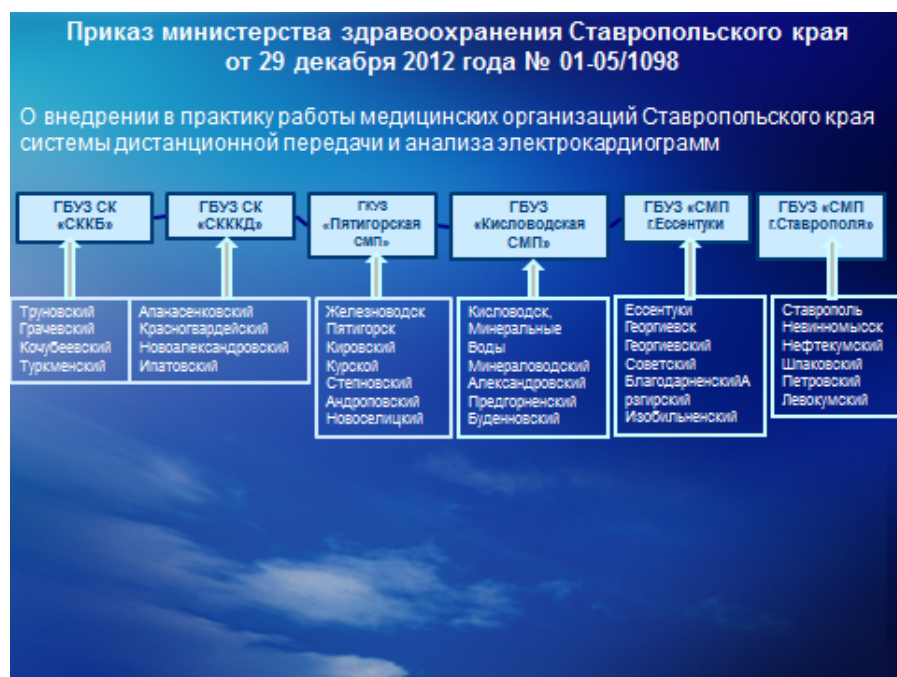 Приказ министерства здравоохранения Ставропольского края
от 29 декабря 2012 года № 01-05/1098
О внедрении в практику работы медицинских организаций Ставропольского края
системы дистанционной передачи и анализа электрокардиограмм
ГБУЗ СК
«СККБ»
ГБУЗ СК
«СКККД»
ГКУЗ
«Пятигорская
СМП»
ГБУЗ
«Кисловодская
СМП»
ГБУЗ «СМП
г.Ессентуки
ГБУЗ «СМП
г.Ставрополя»
Труновский
Грачевский
Кочубеевский
Туркменский
Апанасенковский
Красногвардейский
Новоалександровский
Ипатовский
Железноводск
Пятигорск
Кировский
Курской
Степновский
Андроповский
Новоселицкий
Кисловодск,
Минеральные
Воды
Минераловодский
Александровский
Предгорненский
Буденновский
Ессентуки
Георгиевск
Георгиевский
Советский
БлагодарненскийА
рзгирский
Изобильненский
Ставрополь
Невинномысск
Нефтекумский
Шпаковский
Петровский
Левокумский